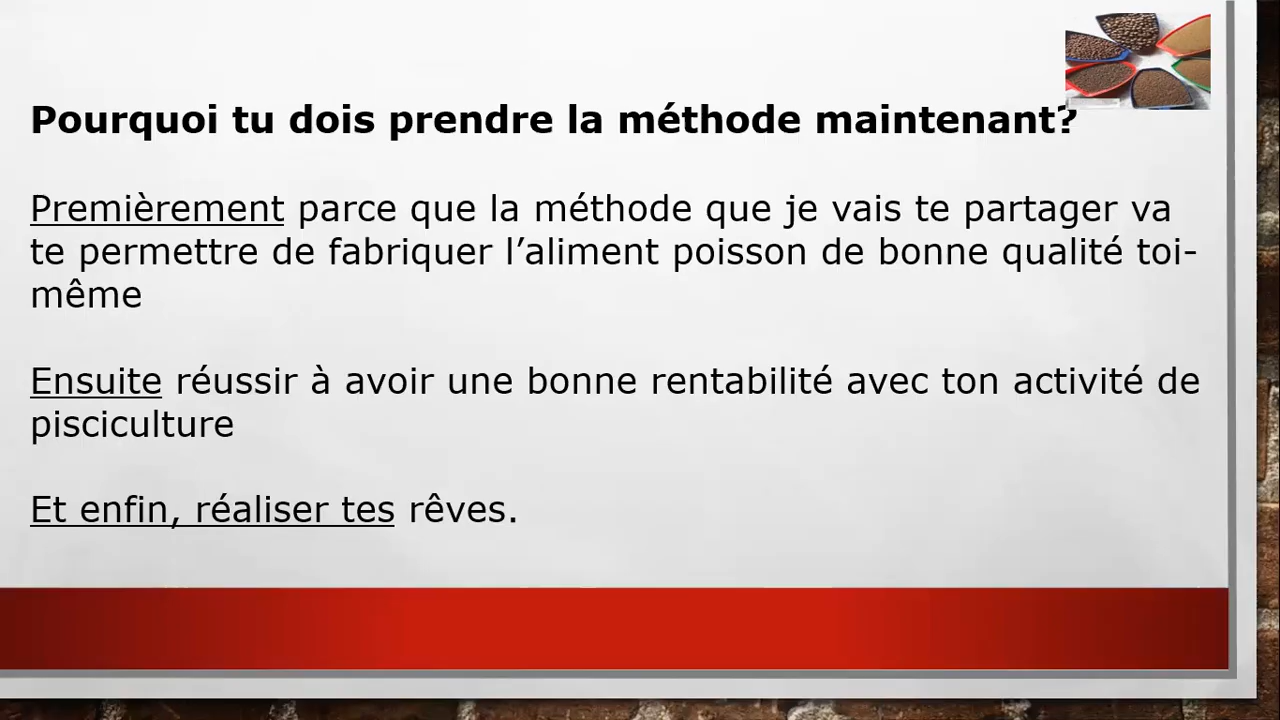 Pourquoi tu dois prendre la méthode maintenant?
Premièrement parce que la méthode que je vais te partager va
te permettre de fabriquer l’aliment poisson de bonne qualité toi-
même
Ensuite réussir à avoir une bonne rentabilité avec ton activité de
pisciculture
Et enfin, réaliser tes rêves.